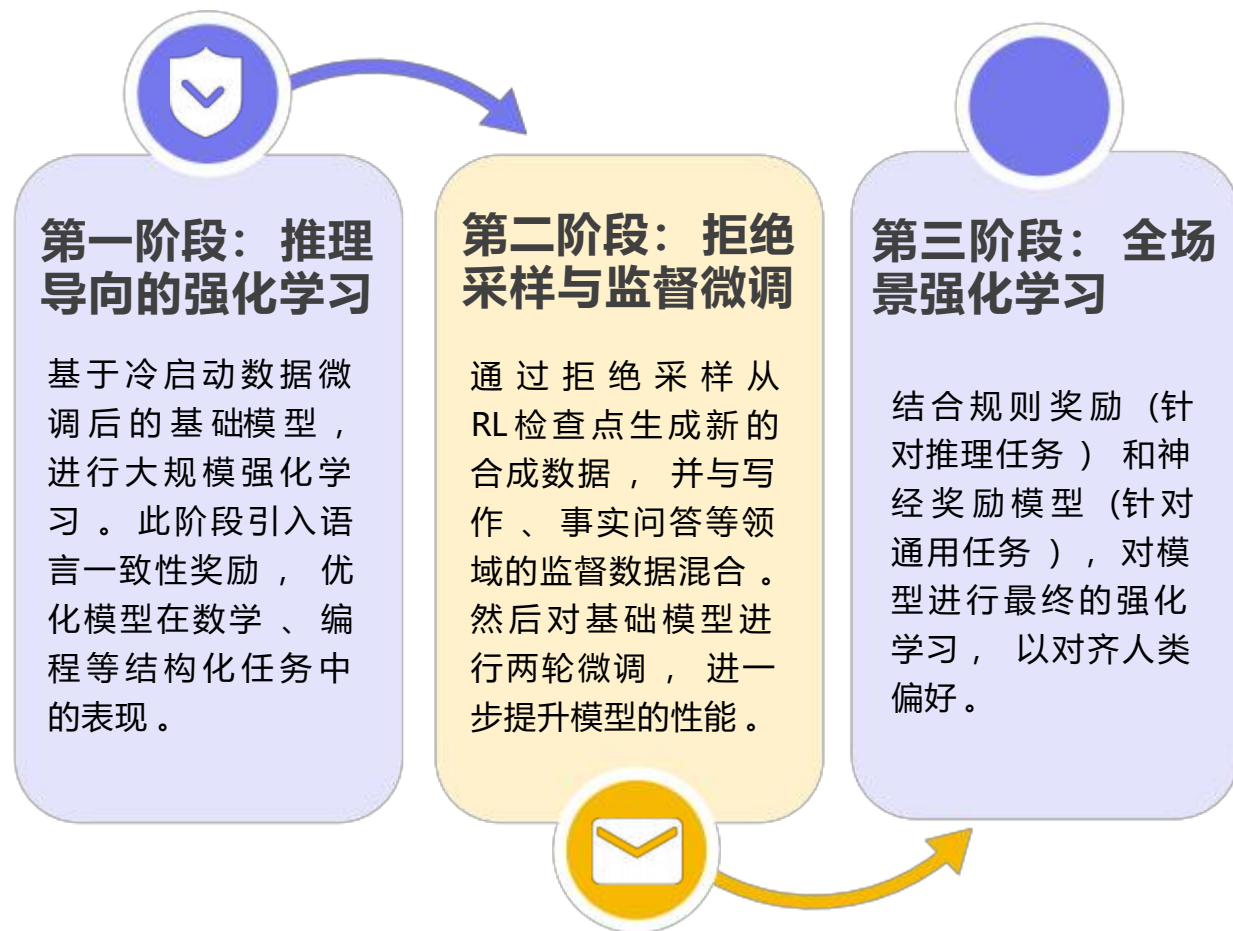 第一阶段： 推理
导向的强化学习
基于冷启动数据微
调后的基础模型，
进行大规模强化学
习 。 此阶段引入语
言一致性奖励 ， 优
化模型在数学 、 编
程等结构化任务中
的表现 。
第二阶段： 拒绝
采样与监督微调
通过拒绝采样从
RL检查点生成新的
合成数据 ， 并与写
作 、 事实问答等领
域的监督数据混合 。
然后对基础模型进
行两轮微调 ， 进一
步提升模型的性能 。
第三阶段： 全场
景强化学习
结合规则奖励 (针
对推理任务 ） 和神
经奖励模型 (针对
通用任务 ） ，对模
型进行最终的强化
学习 ， 以对齐人类
偏好 。